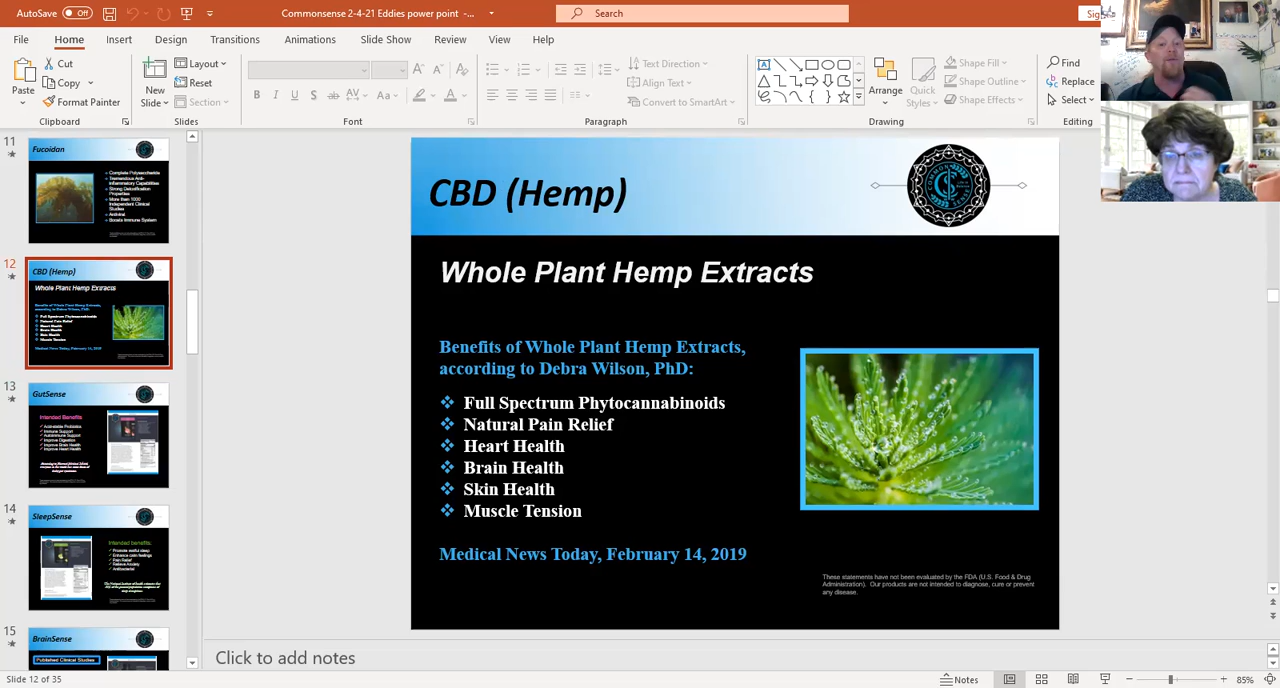 AutoSave Off
Commonsense 2-4-21 Eddies power point -...
Search
File Home Insert Design Transitions Animations Slide View Help
Paste
Cut
Copy
Format Painter
Clipboard
New
Slide
Layout
Reset
Section
Slides
B I U S ab AV Aa A
Font
Text Direction
Align Text
Convert to SmartArt
Paragraph
Arrange
Quick
Styles
Shape Fill
Shape Outline
Shape Effects
Drawing
Find
Replace
Select
Editing
11
Fucoidan
Complete Polysaccharide
Tremendous Anti-
Inflammatory Capabilities
Strong Detoxification
Properties
More than 1000
Independent Clinical
Studies
Antiviral
Boosts Immune System
12
CBD (Hemp)
Whole Plant Hemp Extracts
Benefits of Whole Plant Hemp Extracts,
according to Debra Wilson, PhD:
Full Spectrum Phytocannabinoids
Natural Pain Relief
Heart Health
Brain Health
Skin Health
Muscle Tension
Medical News Today, February 14, 2019
13
GutSense
Intended Benefits
Immune Support
Autoimmune Support
Improve Digestion
Improve Brain Health
Improve Heart Health
14
SleepSense
Intended benefits:
Promote restful sleep
Enhance calm feelings
Pain Relief
Relieve Anxiety
Antibacterial
15
BrainSense
Published Clinical Studies
CBD (Hemp)
COMMON SENSE
Whole Plant Hemp Extracts
Benefits of Whole Plant Hemp Extracts,
according to Debra Wilson, PhD:
Full Spectrum Phytocannabinoids
Natural Pain Relief
Heart Health
Brain Health
Skin Health
Muscle Tension
Medical News Today, February 14, 2019
These statements have not been evaluated by the FDA (U.S. Food & Drug
Administration). Our products are not intended to diagnose, cure or prevent
any disease.
Click to add notes
Slide 12 of 35
Notes
85%